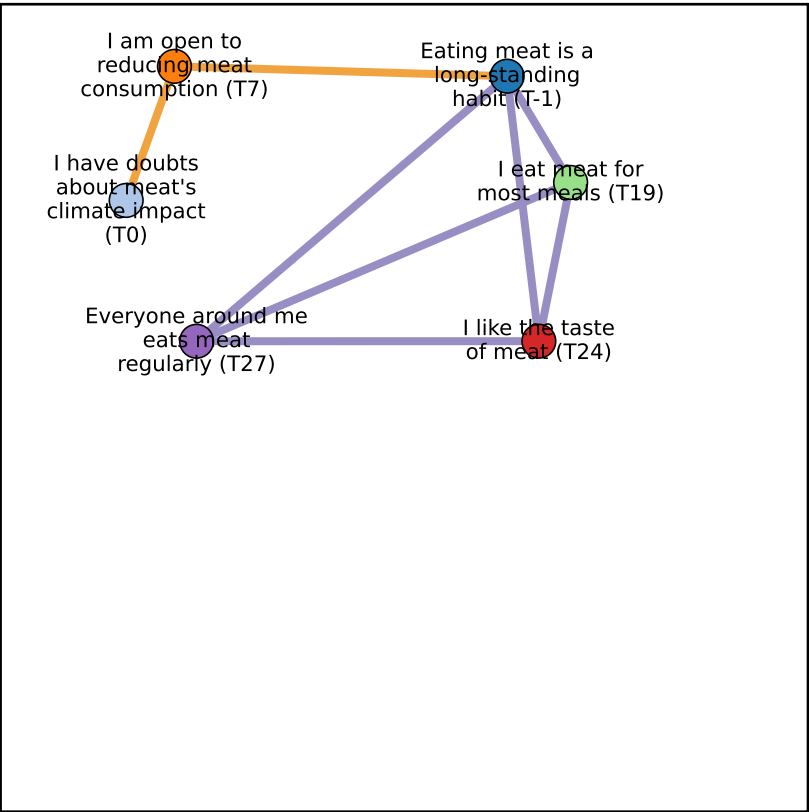 I am open to
reducing meat
consumption (T7)
Eating meat is a
long-standing
habit (T-1)
I have doubts
about meat's
climate impact
(T0)
I eat meat for
most meals (T19)
Everyone around me
eats meat
regularly (T27)
I like the taste
of meat (T24)